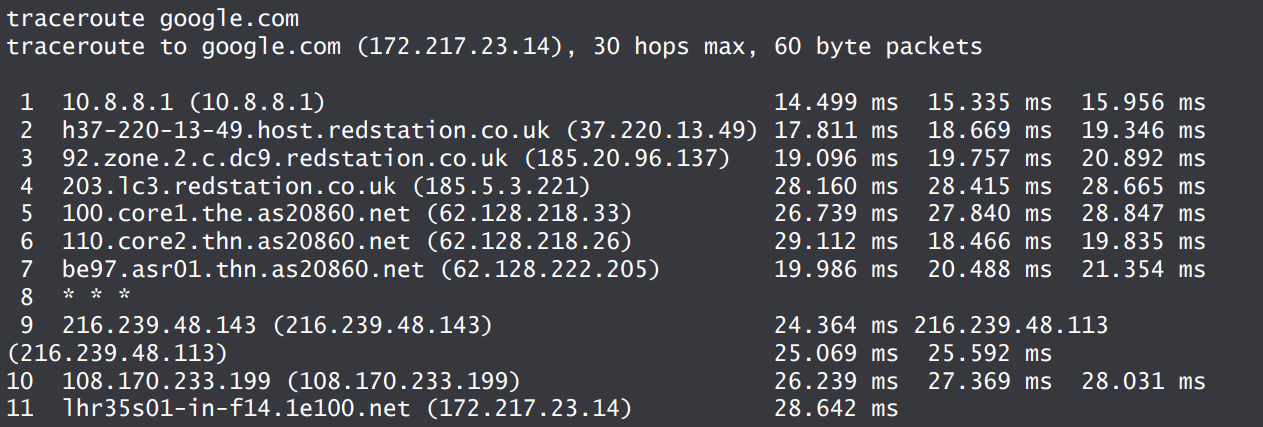 traceroute google.com
traceroute to google.com (172.217.23.14), 30 hops max, 60 byte packets
1 10.8.8.1 (10.8.8.1) 14.499 ms 15.335 ms 15.956 ms
2 h37-220-13-49.host.redstation.co.uk (37.220.13.49) 17.811 ms 18.669 ms 19.346 ms
3 92.zone.2.c.dc9.redstation.co.uk (185.20.96.137) 19.096 ms 19.757 ms 20.892 ms
4 203.lc3.redstation.co.uk (185.5.3.221) 28.160 ms 28.415 ms 28.665 ms
5 100.core1.the.as20860.net (62.128.218.33) 26.739 ms 27.840 ms 28.847 ms
6 110.core2.thn.as20860.net (62.128.218.26) 29.112 ms 18.466 ms 19.835 ms
7 be97.asr01.thn.as20860.net (62.128.222.205) 19.986 ms 20.488 ms 21.354 ms
8 * * *
9 216.239.48.143 (216.239.48.143) 24.364 ms 216.239.48.113
(216.239.48.113) 25.069 ms 25.592 ms
10 108.170.233.199 (108.170.233.199) 26.239 ms 27.369 ms 28.031 ms
11 lhr35s01-in-f14.1e100.net (172.217.23.14) 28.642 ms